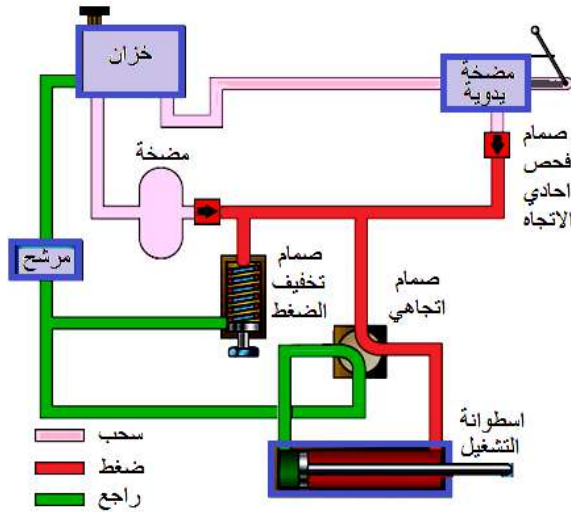 خزان
مضخة
يدوية
صمام
فحص
احادي
الاتجاه
مضخة
مرشح
صمام
تخفيف
الضغط
صمام
اتجاهي
اسطوانة
التشغيل
سحب
ضغط
راجع